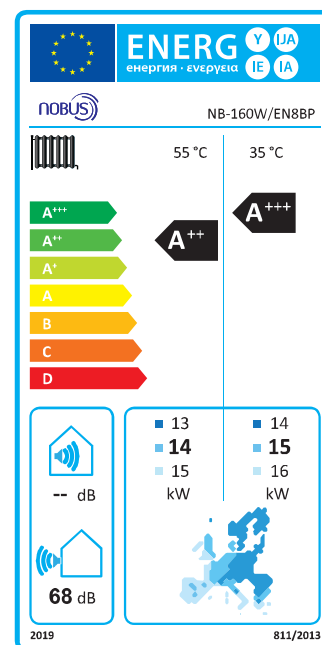 ENERG
Y IJA
IE IA
енергия · ενεργεια
NOBUS
NB-160W/EN8BP
55 °C
35 °C
A+++
A++
A+
A
B
C
D
A++
A+++
13
14
15
kW
14
15
16
kW
-- dB
68 dB
2019
811/2013